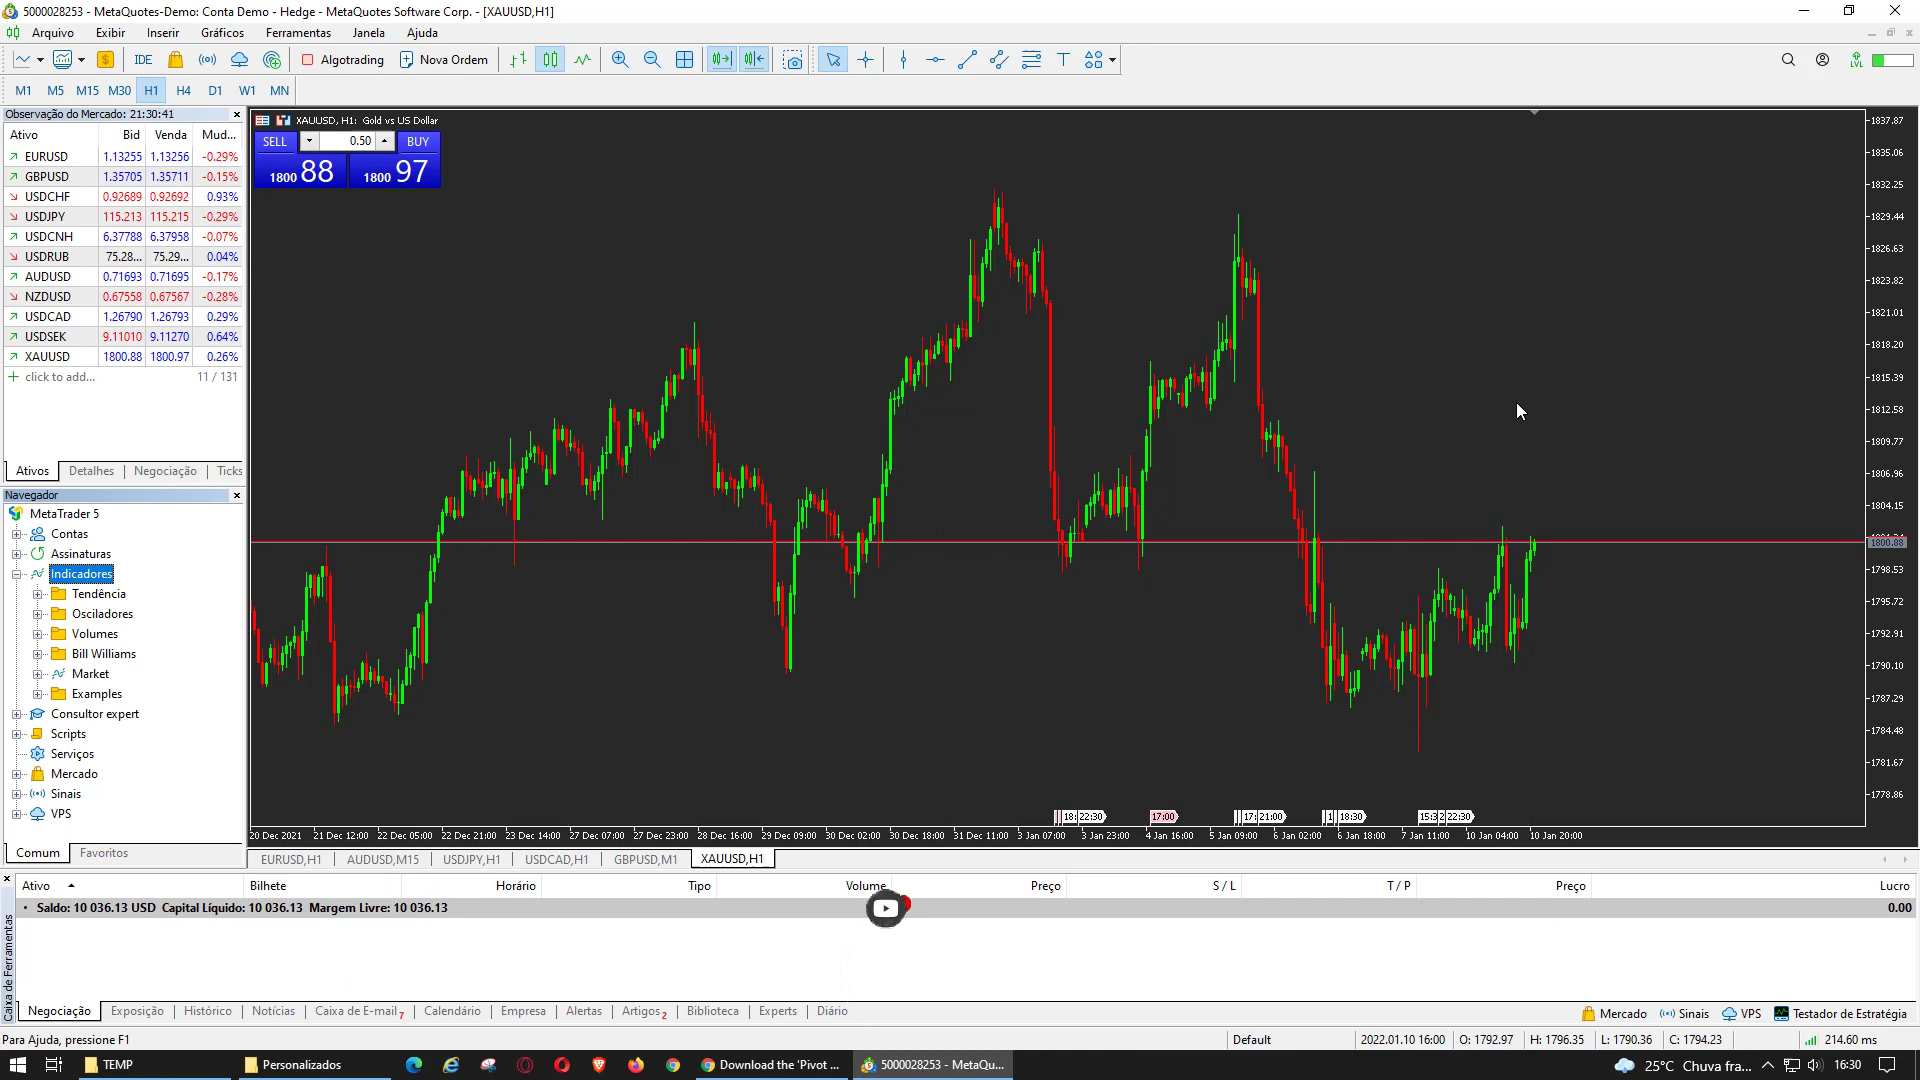 5000028253 - MetaQuotes-Demo: Conta Demo - Hedge - MetaQuotes Software Corp. - [XAUUSD,H1]
Arquivo Exibir Inserir Gráficos Ferramentas Janela Ajuda
IDE Algotrading Nova Ordem LVL
M1 M5 M15 M30 H1 H4 D1 W1 MN
Observação do Mercado: 21:30:41
Ativo Bid Venda Mud...
EURUSD 1.13255 1.13256 -0.29%
GBPUSD 1.35705 1.35711 -0.15%
USDCHF 0.92689 0.92692 0.93%
USDJPY 115.213 115.215 -0.29%
USDCNH 6.37788 6.37958 -0.07%
USDRUB 75.28... 75.29... 0.04%
AUDUSD 0.71693 0.71695 -0.17%
NZDUSD 0.67558 0.67567 -0.28%
USDCAD 1.26790 1.26793 0.29%
USDSEK 9.11010 9.11270 0.64%
XAUUSD 1800.88 1800.97 0.26%
click to add... 11 / 131
Ativos Detalhes Negociação Ticks
Navegador
MetaTrader 5
Contas
Assinaturas
Indicadores
Tendência
Osciladores
Volumes
Bill Williams
Market
Examples
Consultor expert
Scripts
Serviços
Mercado
Sinais
VPS
Comum Favoritos
XAUUSD, H1: Gold vs US Dollar
SELL 0.50 BUY
1800 88 1800 97
1837.87
1835.06
1832.25
1829.44
1826.63
1823.82
1821.01
1818.20
1815.39
1812.58
1809.77
1806.96
1804.15
1800.88
1798.53
1795.72
1792.91
1790.10
1787.29
1784.48
1781.67
1778.86
18: 22:30 17:00 17: 21:00 1 18:30 15:3 2 22:30
20 Dec 2021 21 Dec 12:00 22 Dec 05:00 22 Dec 21:00 23 Dec 14:00 27 Dec 07:00 27 Dec 23:00 28 Dec 16:00 29 Dec 09:00 30 Dec 02:00 30 Dec 18:00 31 Dec 11:00 3 Jan 07:00 3 Jan 23:00 4 Jan 16:00 5 Jan 09:00 6 Jan 02:00 6 Jan 18:00 7 Jan 11:00 10 Jan 04:00 10 Jan 20:00
EURUSD,H1 AUDUSD,M15 USDJPY,H1 USDCAD,H1 GBPUSD,M1 XAUUSD,H1
Ativo Bilhete Horário Tipo Volume Preço S / L T / P Preço Lucro
Saldo: 10 036.13 USD Capital Líquido: 10 036.13 Margem Livre: 10 036.13 0.00
Caixa de Ferramentas
Negociação Exposição Histórico Notícias Caixa de E-mail 7 Calendário Empresa Alertas Artigos 2 Biblioteca Experts Diário Mercado Sinais VPS Testador de Estratégia
Para Ajuda, pressione F1 Default 2022.01.10 16:00 O: 1792.97 H: 1796.35 L: 1790.36 C: 1794.23 214.60 ms
TEMP Personalizados Download the 'Pivot ... 5000028253 - MetaQu... 25°C Chuva fra... 16:30